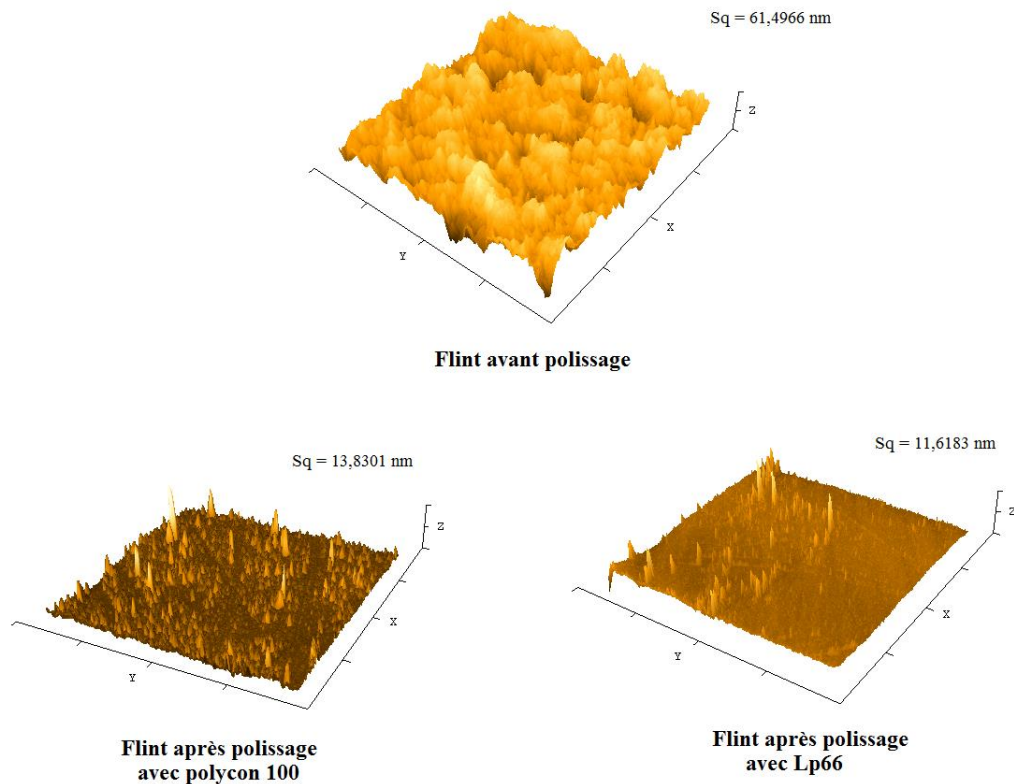 Sq = 61,4966 nm
Z
X
Y
Flint avant polissage
Sq = 13,8301 nm
Z
X
Y
Flint après polissage
avec polycon 100
Sq = 11,6183 nm
Z
X
Y
Flint après polissage
avec Lp66